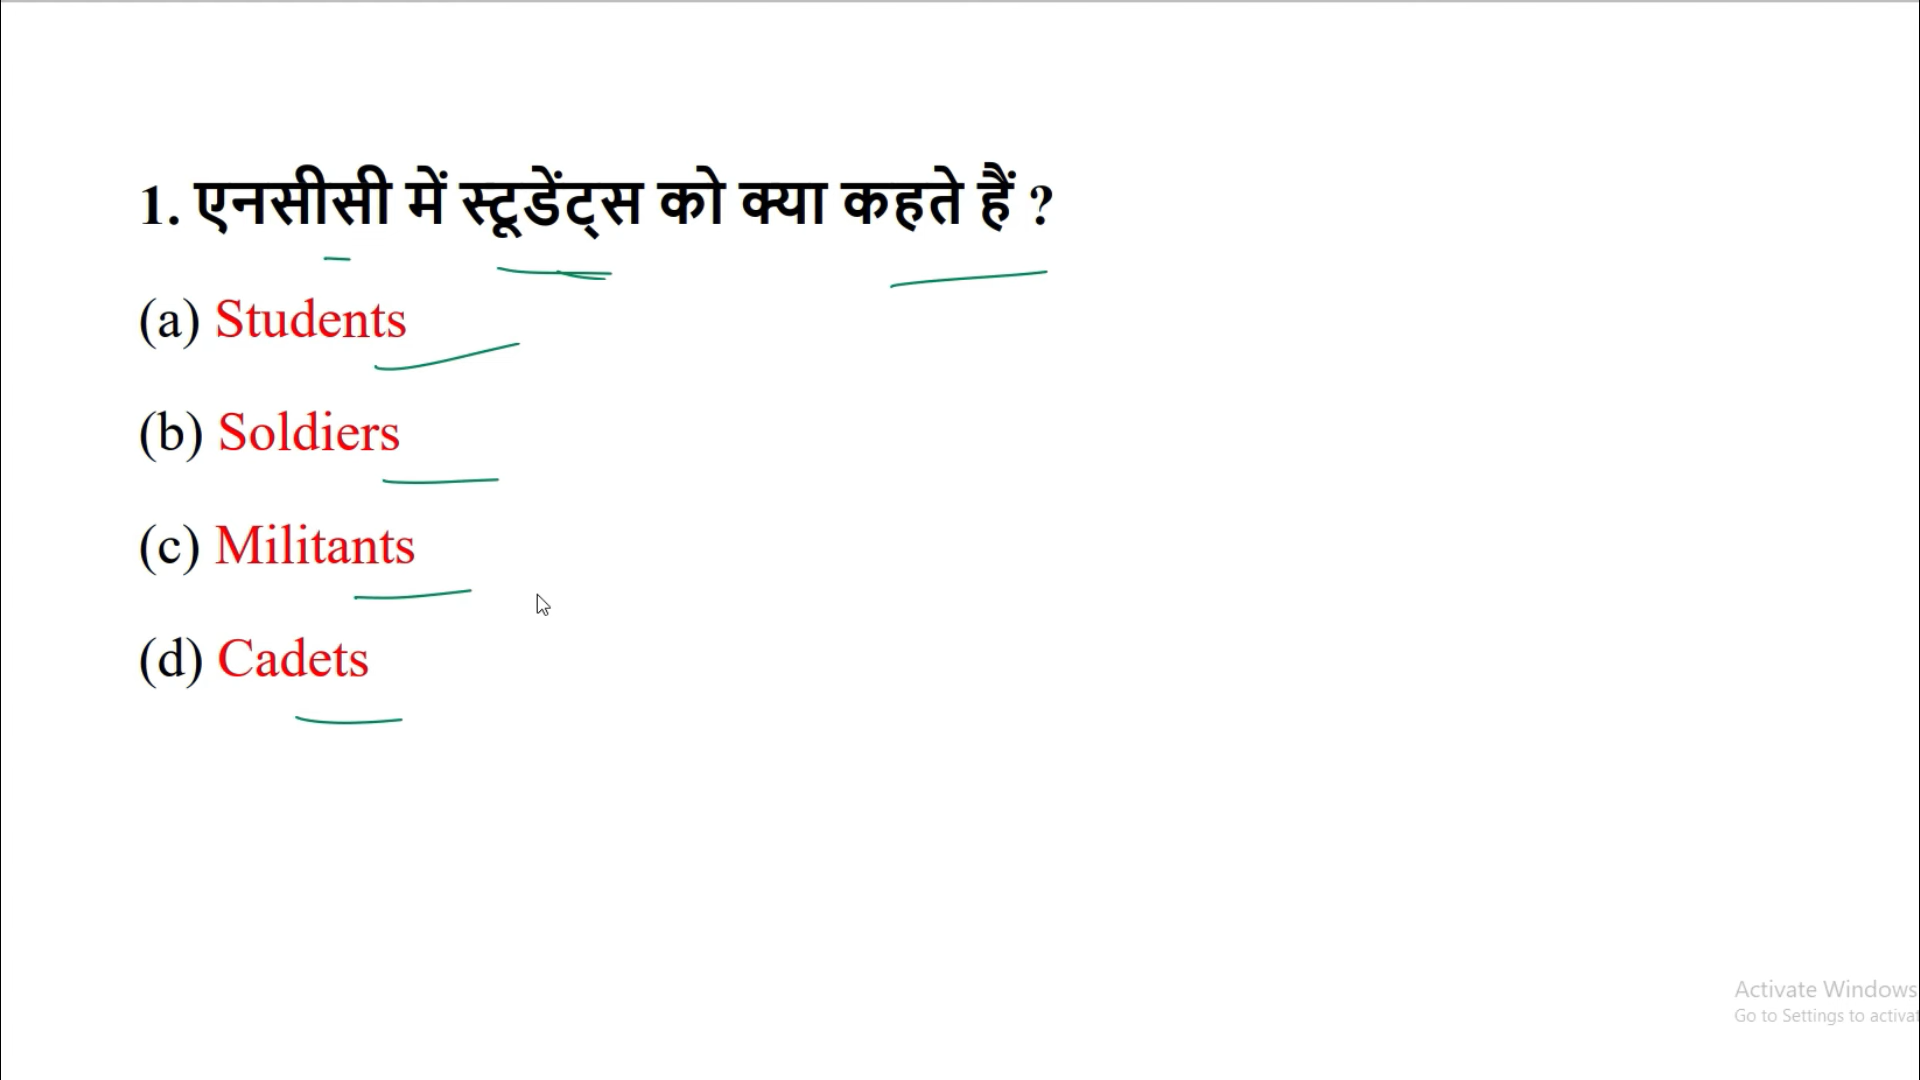 1. एनसीसी में स्टूडेंट्स को क्या कहते हैं ?
(a) Students
(b) Soldiers
(c) Militants
(d) Cadets
Activate Windows
Go to Settings to activat